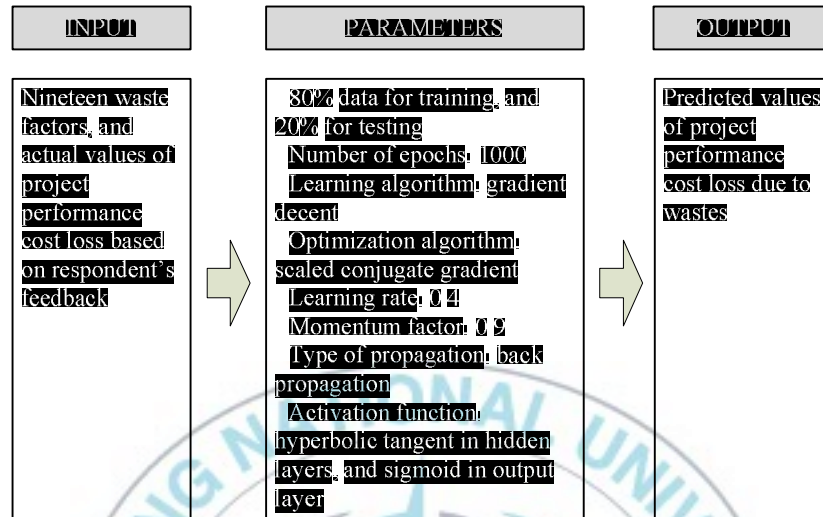 INPUT
PARAMETERS
OUTPUT
Nineteen waste
factors, and
actual values of
project
performance
cost loss based
on respondent's
feedback
80% data for training, and
20% for testing
Number of epochs: 1000
Learning algorithm: gradient
decent
Optimization algorithm:
scaled conjugate gradient
Learning rate: 0.4
Momentum factor: 0.9
Type of propagation: back
propagation
Activation function:
hyperbolic tangent in hidden
layers, and sigmoid in output
layer
Predicted values
of project
performance
cost loss due to
wastes
NG NATIONAL UNIV